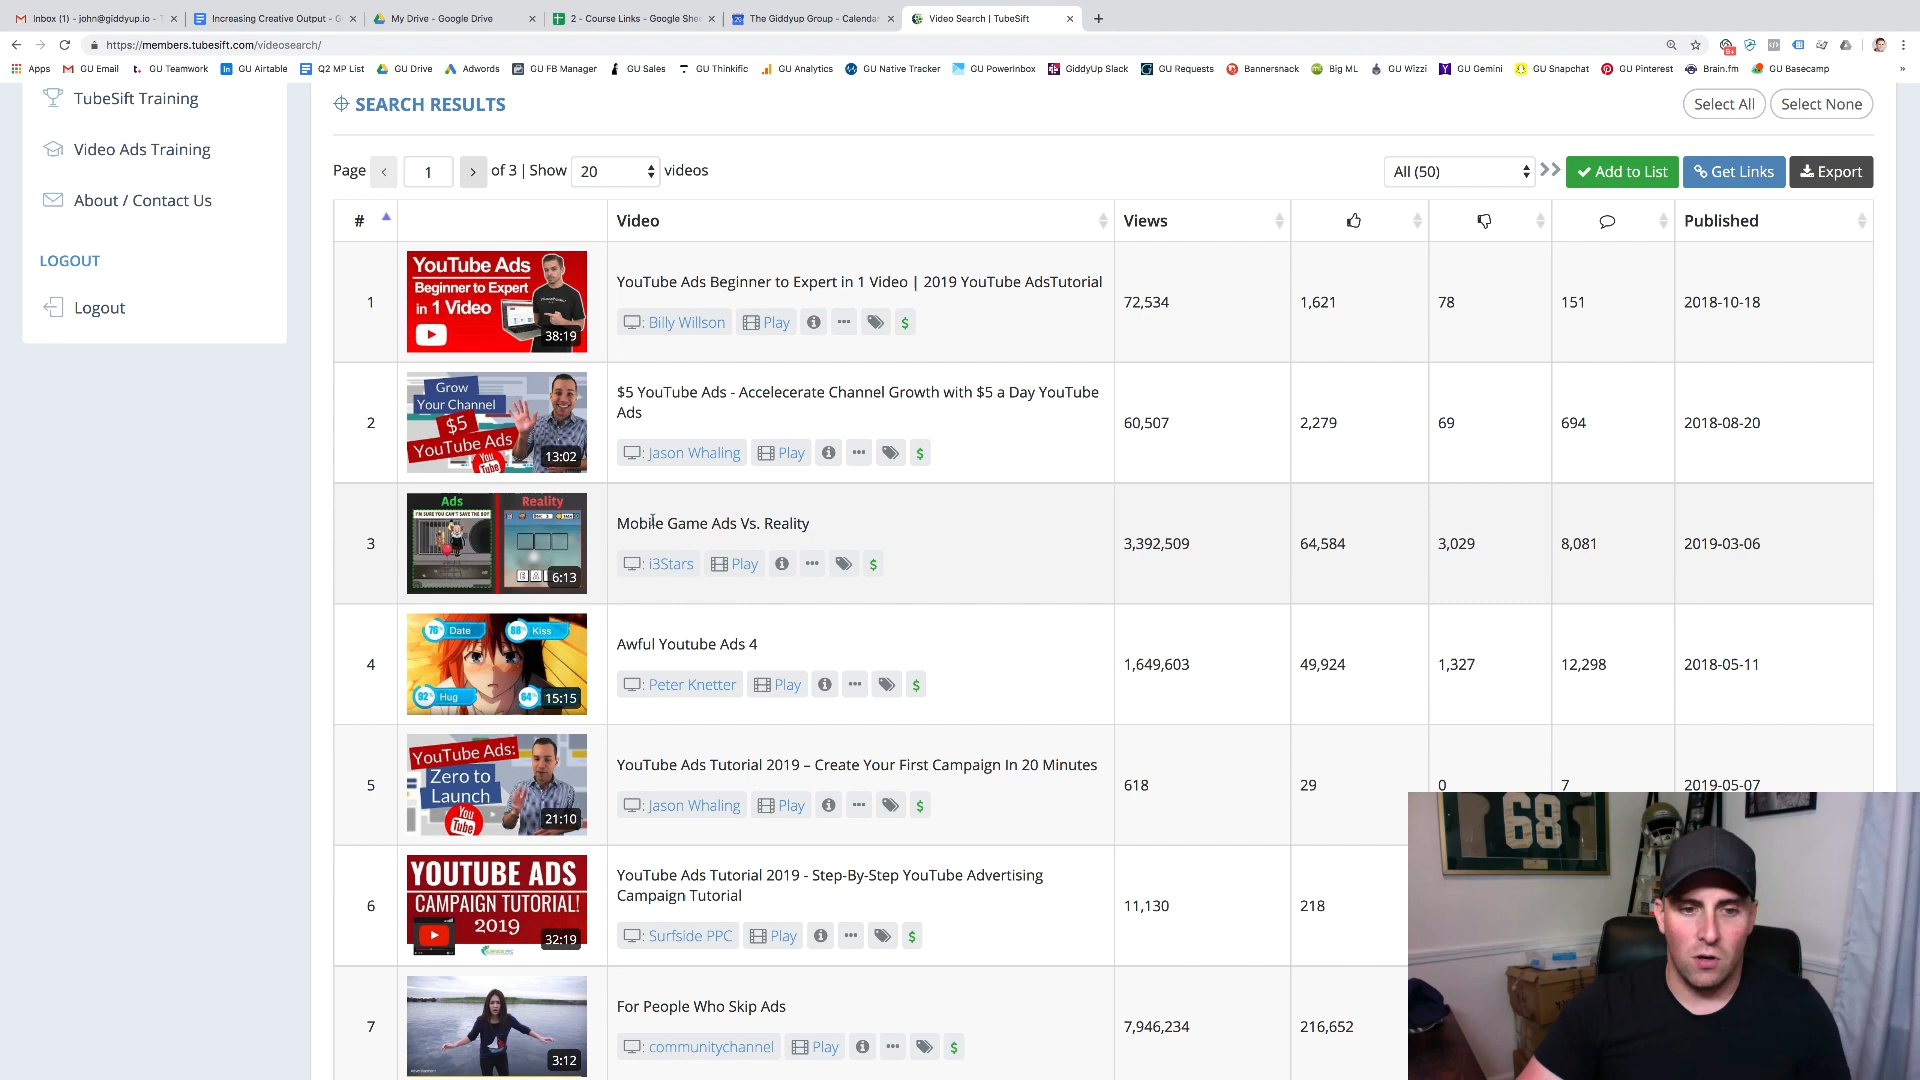 Inbox (1) - john@giddyup.io - T
Increasing Creative Output - G
My Drive - Google Drive
2 - Course Links - Google She
The Giddyup Group - Calendar
Video Search | TubeSift
https://members.tubesift.com/videosearch/
Apps
GU Email
GU Teamwork
GU Airtable
Q2 MP List
GU Drive
Adwords
GU FB Manager
GU Sales
GU Thinkific
GU Analytics
GU Native Tracker
GU PowerInbox
GiddyUp Slack
GU Requests
Bannersnack
Big ML
GU Wizzi
GU Gemini
GU Snapchat
GU Pinterest
Brain.fm
GU Basecamp
TubeSift Training
Video Ads Training
About / Contact Us
LOGOUT
Logout
SEARCH RESULTS
Select All
Select None
Page < 1 > of 3 | Show 20 videos
All (50)
Add to List
Get Links
Export
# Video Views Published
1
YouTube Ads
Beginner to Expert
in 1 Video
38:19
YouTube Ads Beginner to Expert in 1 Video | 2019 YouTube AdsTutorial
: Billy Willson Play $
72,534 1,621 78 151 2018-10-18
2
Grow
Your Channel
$5
YouTube Ads
You
Tube
13:02
$5 YouTube Ads - Accelecerate Channel Growth with $5 a Day YouTube
Ads
: Jason Whaling Play $
60,507 2,279 69 694 2018-08-20
3
Ads Reality
I'M SURE YOU CAN'T SAVE THE BOY
6:13
Mobile Game Ads Vs. Reality
: i3Stars Play $
3,392,509 64,584 3,029 8,081 2019-03-06
4
76% Date 88% Kiss
92% Hug 64%
15:15
Awful Youtube Ads 4
: Peter Knetter Play $
1,649,603 49,924 1,327 12,298 2018-05-11
5
YouTube Ads:
Zero to
Launch
You
Tube
21:10
YouTube Ads Tutorial 2019 – Create Your First Campaign In 20 Minutes
: Jason Whaling Play $
618 29 0 7 2019-05-07
6
YOUTUBE ADS
CAMPAIGN TUTORIAL!
2019
32:19
YouTube Ads Tutorial 2019 - Step-By-Step YouTube Advertising
Campaign Tutorial
: Surfside PPC Play $
11,130 218
7
3:12
For People Who Skip Ads
: communitychannel Play $
7,946,234 216,652
68